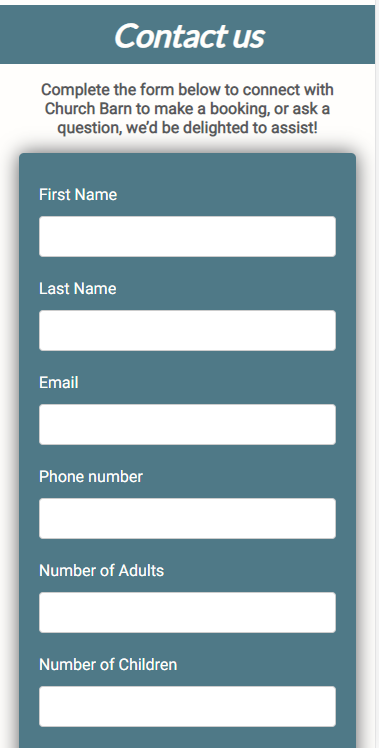 Contact us
Complete the form below to connect with
Church Barn to make a booking, or ask a
question, we’d be delighted to assist!
First Name
Last Name
Email
Phone number
Number of Adults
Number of Children